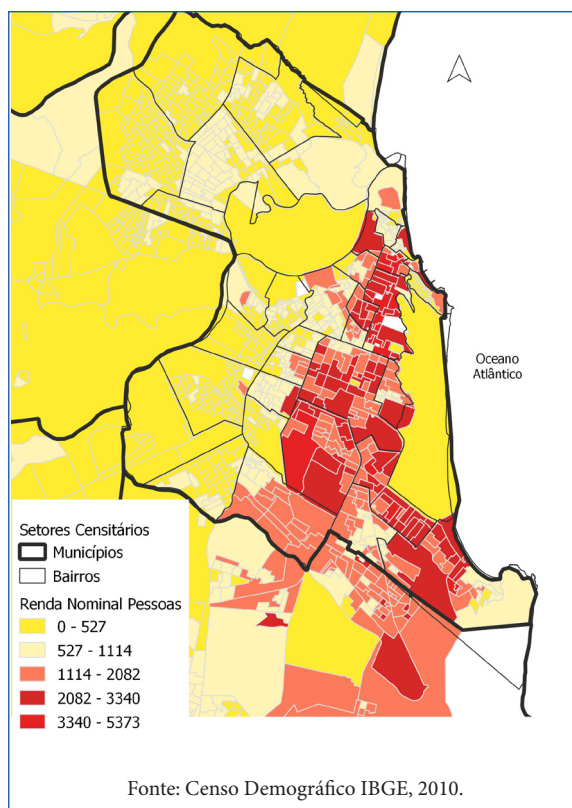 Oceano
Atlântico
Setores Censitários
Municípios
Bairros
Renda Nominal Pessoas
0 - 527
527 - 1114
1114 - 2082
2082 - 3340
3340 - 5373
Fonte: Censo Demográfico IBGE, 2010.